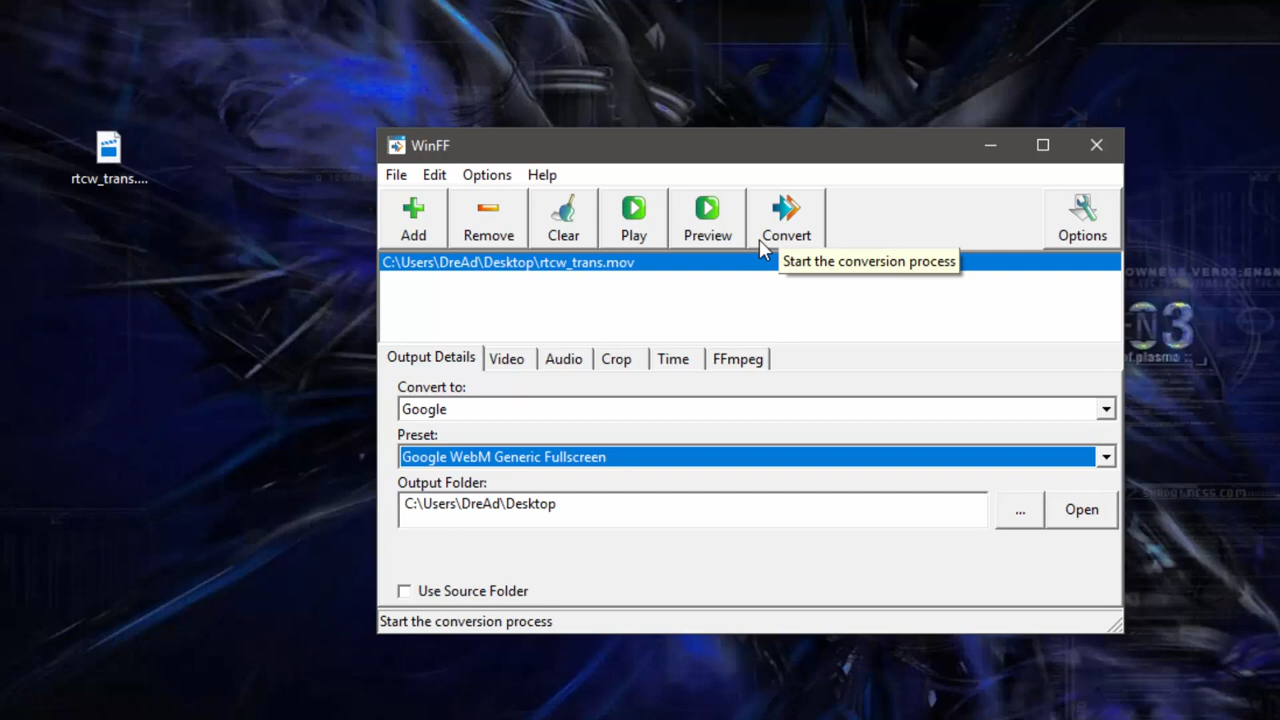 rtcw_trans....
WinFF
File Edit Options Help
Add Remove Clear Play Preview Convert Options
C:\Users\DreAd\Desktop\rtcw_trans.mov
Start the conversion process
Output Details Video Audio Crop Time FFmpeg
Convert to:
Google
Preset:
Google WebM Generic Fullscreen
Output Folder:
C:\Users\DreAd\Desktop
... Open
Use Source Folder
Start the conversion process